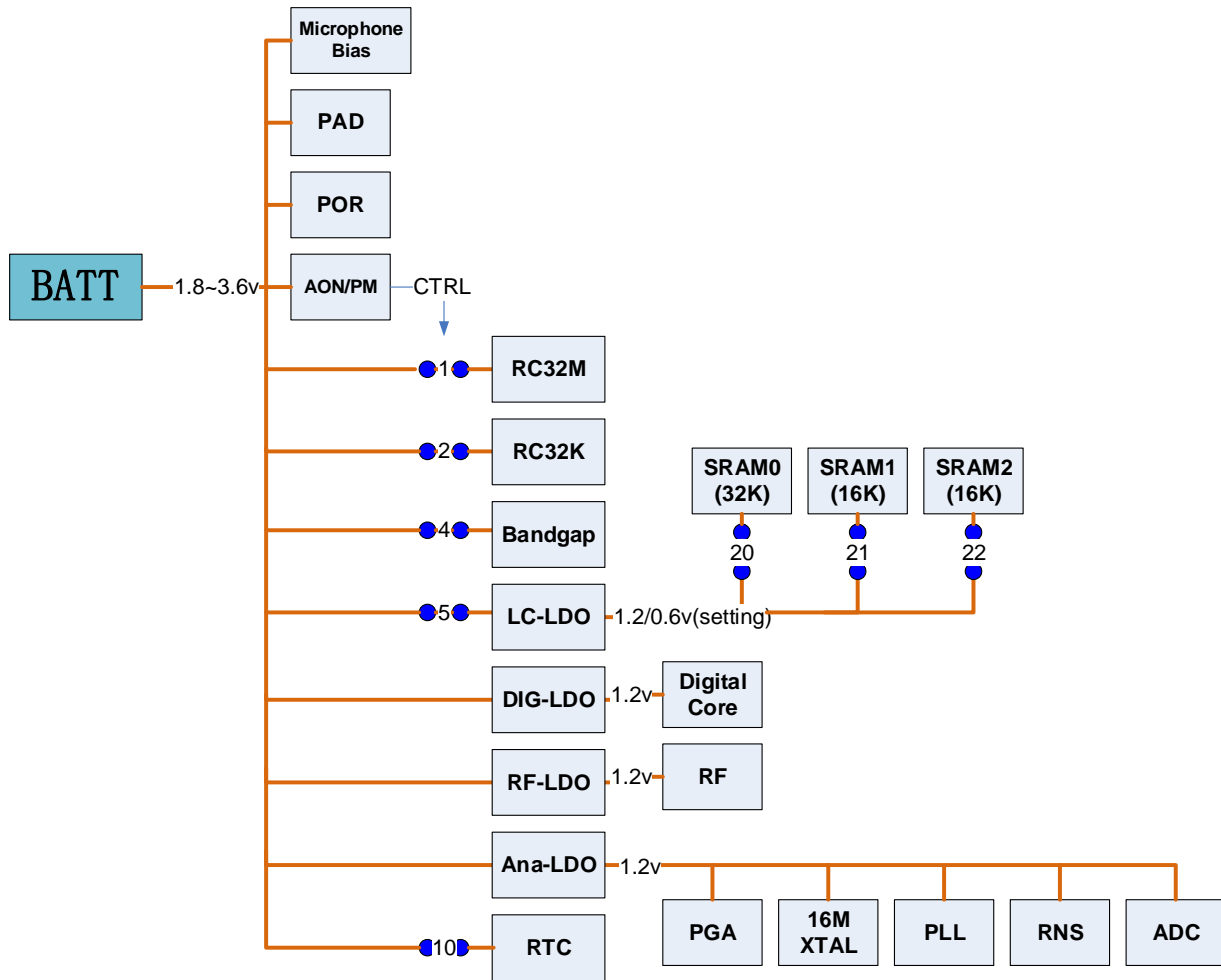 Microphone
Bias
PAD
POR
BATT
1.8~3.6v
AON/PM
CTRL
1
RC32M
2
RC32K
SRAM0
(32K)
SRAM1
(16K)
SRAM2
(16K)
4
Bandgap
20
21
22
5
LC-LDO
1.2/0.6v(setting)
DIG-LDO
1.2v
Digital
Core
RF-LDO
1.2v
RF
Ana-LDO
1.2v
PGA
16M
XTAL
PLL
RNS
ADC
10
RTC